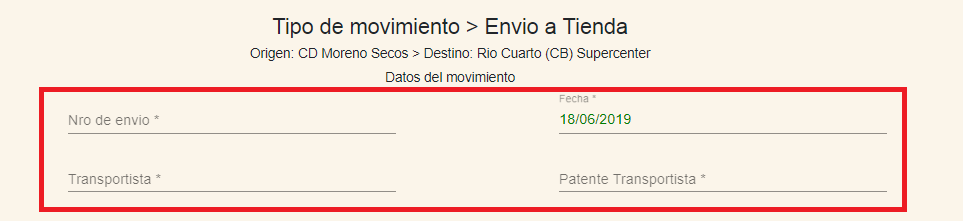 Tipo de movimiento > Envio a Tienda
Origen: CD Moreno Secos > Destino: Rio Cuarto (CB) Supercenter
Datos del movimiento
Nro de envio *
Fecha *
18/06/2019
Transportista *
Patente Transportista *